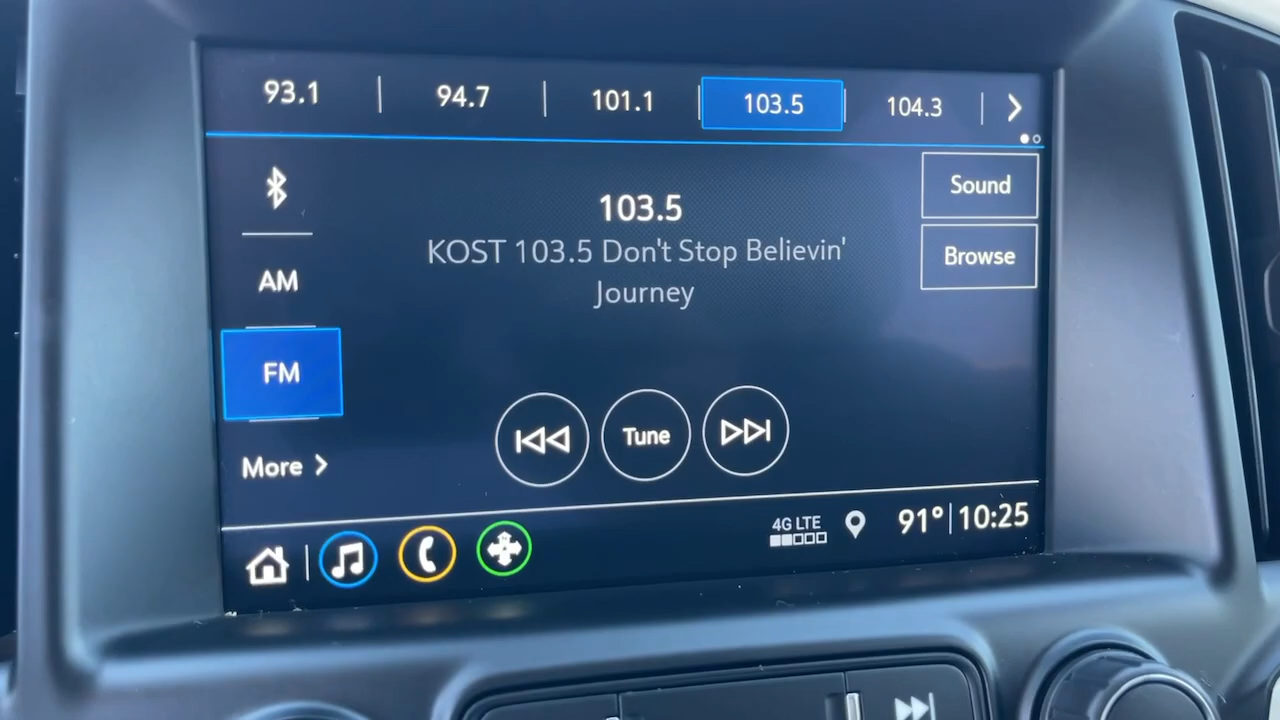 93.1 94.7 101.1 103.5 104.3
Sound
103.5
KOST 103.5 Don't Stop Believin'
Browse
AM
Journey
FM
Tune
More
4G LTE
91° 10:25